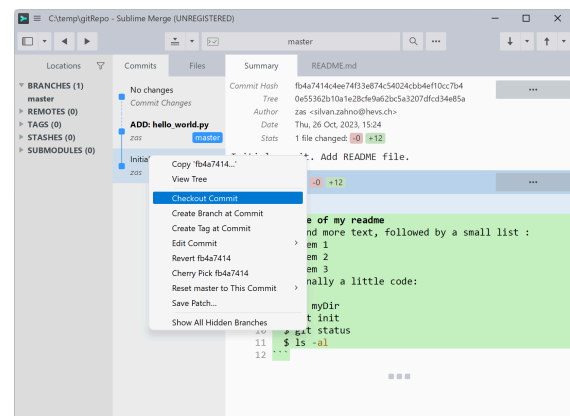 C:\temp\gitRepo - Sublime Merge (UNREGISTERED)
master
Locations
Commits
Files
Summary
README.md
BRANCHES (1)
master
REMOTES (0)
TAGS (0)
STASHES (0)
SUBMODULES (0)
No changes
Commit Changes
ADD: hello_world.py
zas
master
Initial
zas
Commit Hash fb4a7414c4ee74f33e874c54024cbb4ef10cc7b4
Tree 0e55362b10a1e28cfe9a62bc5a3207dfcd34e85a
Author zas <silvan.zahno@hevs.ch>
Date Thu, 26 Oct, 2023, 15:24
Stats 1 file changed: -0 +12
it. Add README file.
-0 +12
Copy 'fb4a7414...'
View Tree
Checkout Commit
Create Branch at Commit
Create Tag at Commit
Edit Commit
Revert fb4a7414
Cherry Pick fb4a7414
Reset master to This Commit
Save Patch...
Show All Hidden Branches
e of my readme
nd more text, followed by a small list :
em 1
em 2
em 3
nally a little code:
myDir
t init
10 $ git status
11 $ ls -al
12 ```